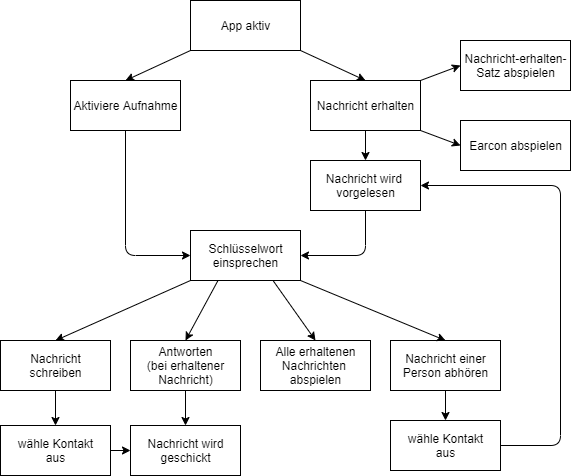 App aktiv
Aktiviere Aufnahme
Nachricht erhalten
Nachricht-erhalten-
Satz abspielen
Earcon abspielen
Nachricht wird
vorgelesen
Schlüsselwort
einsprechen
Nachricht
schreiben
Antworten
(bei erhaltener
Nachricht)
Alle erhaltenen
Nachrichten
abspielen
Nachricht einer
Person abhören
wähle Kontakt
aus
Nachricht wird
geschickt
wähle Kontakt
aus